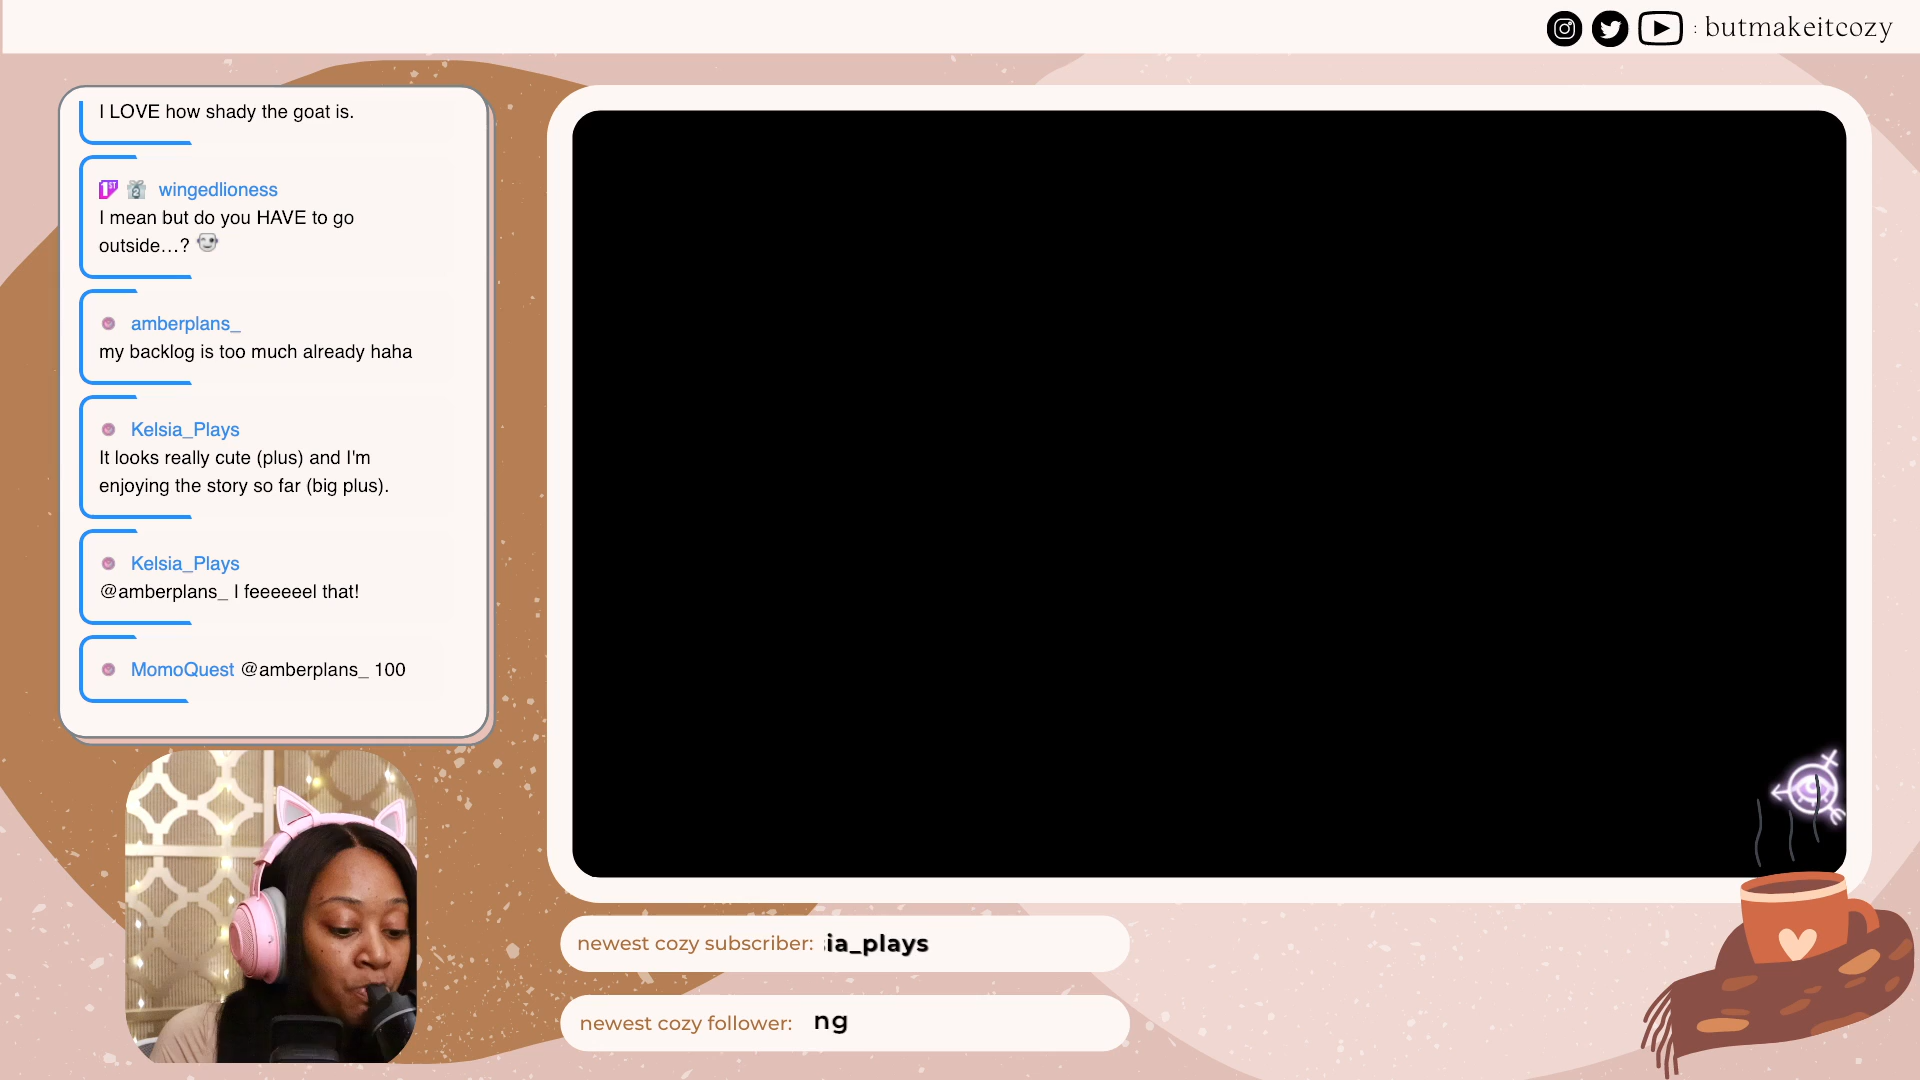 : butmakeitcozy
I LOVE how shady the goat is.
wingedlioness
I mean but do you HAVE to go
outside...?
amberplans_
my backlog is too much already haha
Kelsia_Plays
It looks really cute (plus) and I'm
enjoying the story so far (big plus).
Kelsia_Plays
@amberplans_ I feeeeeel that!
MomoQuest @amberplans_ 100
newest cozy subscriber: ia_plays
newest cozy follower: ng